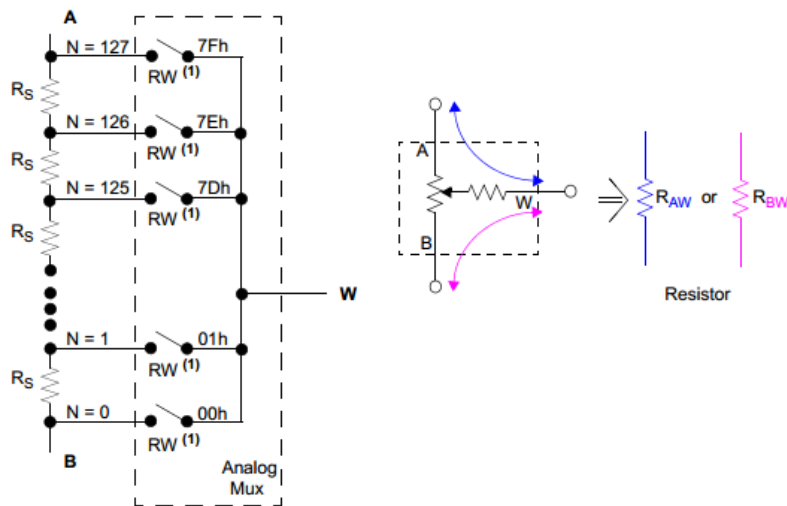 A
N = 127
7Fh
RW (1)
RS
N = 126
7Eh
RW (1)
RS
N = 125
7Dh
RW (1)
RS
W
N = 1
01h
RW (1)
RS
N = 0
00h
RW (1)
B
Analog
Mux
A
W
B
RAW or RBW
Resistor